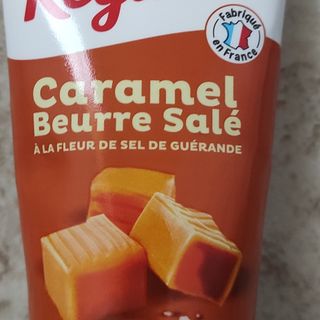 Fabriqué
en France
Caramel
Beurre Salé
À LA FLEUR DE SEL DE GUÉRANDE